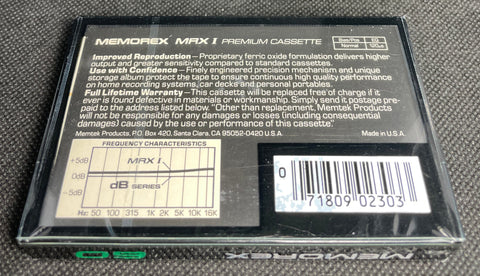 MEMOREX MRX I PREMIUM CASSETTE
Bias/Pos. EQ
Normal 120µs
Improved Reproduction—Proprietary ferric oxide formulation delivers higher
output and greater sensitivity compared to standard cassettes.
Use with Confidence—Finely engineered precision mechanism and unique
storage album protect the tape to ensure continuous high quality performance
on home recording systems, car decks and personal portables.
Full Lifetime Warranty—This cassette will be replaced free of charge if it
ever is found defective in materials or workmanship. Simply send it postage pre-
paid to the address listed below. "Other than replacement, Memtek Products
will not be responsible for any damages or losses (including consequential
damages) caused by the use or performance of this cassette."
Memtek Products, P.O. Box 420, Santa Clara, CA 95052-0420 U.S.A. Made in U.S.A.
FREQUENCY CHARACTERISTICS
+5dB
MRX I
0
dB SERIES
-5dB
Hz: 50 100 315 1K 2K 5K 10K 16K
0 71809 02303
MEMOREX 60